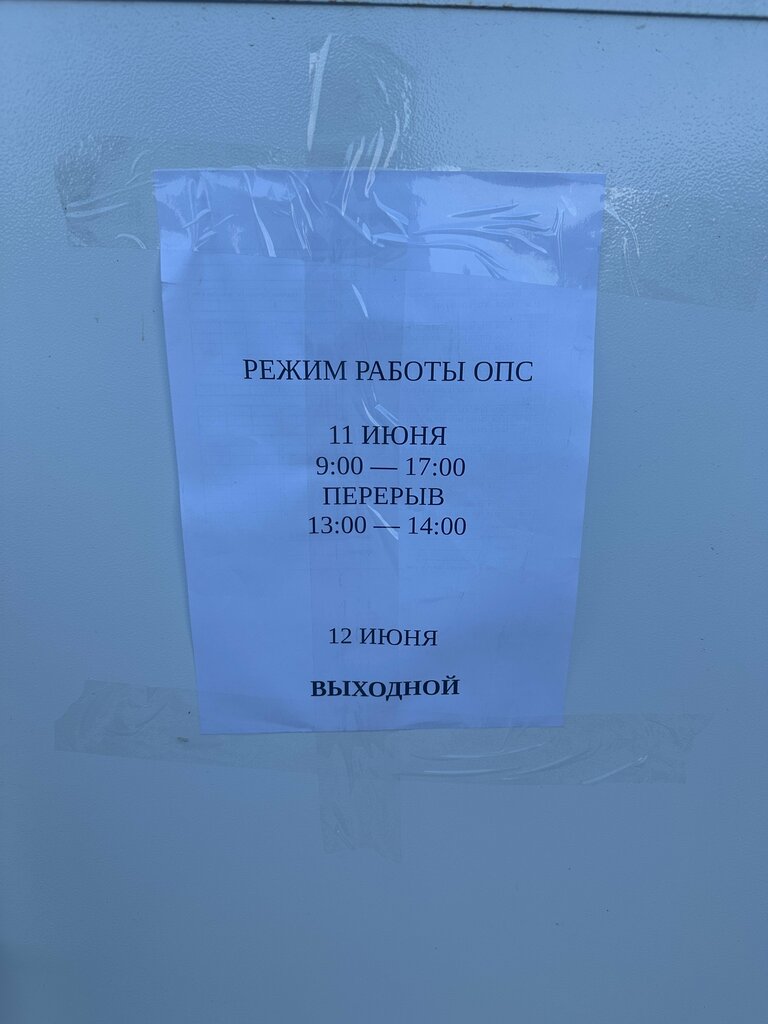 РЕЖИМ РАБОТЫ ОПС
11 ИЮНЯ
9:00 — 17:00
ПЕРЕРЫВ
13:00 — 14:00
12 ИЮНЯ
ВЫХОДНОЙ